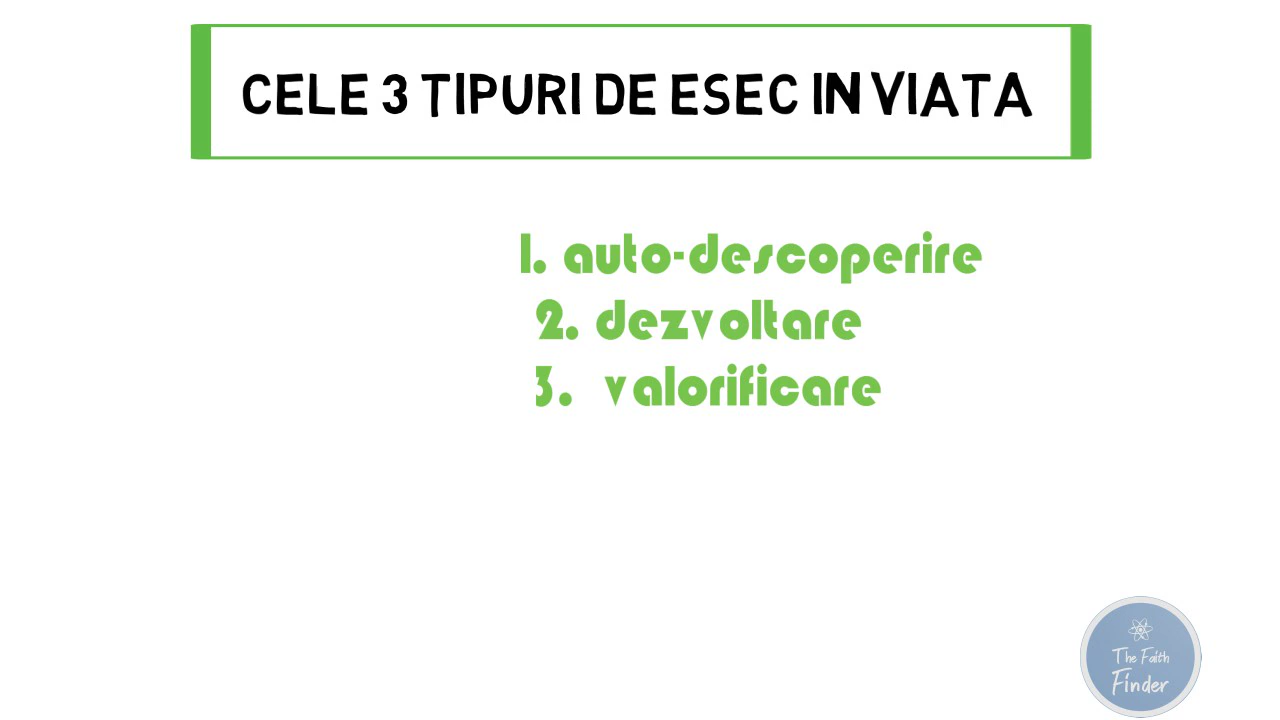 CELE 3 TIPURI DE ESEC IN VIATA
1. auto-descoperire
2. dezvoltare
3. valorificare
The Faith
Finder